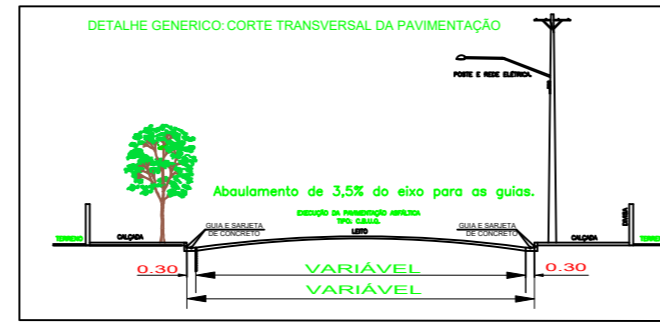 DETALHE GENERICO: CORTE TRANSVERSAL DA PAVIMENTAÇÃO
POSTE E REDE ELÉTRICA.
Abaulamento de 3,5% do eixo para as guias.
EXECUÇÃO DA PAVIMENTAÇÃO ASFÁLTICA
TIPO: C.B.U.Q.
GUIA E SARJETA
DE CONCRETO
LEITO
GUIA E SARJETA
DE CONCRETO
DIVISA
TERRENO
CALÇADA
CALÇADA
TERRENO
0.30
VARIÁVEL
0.30
VARIÁVEL